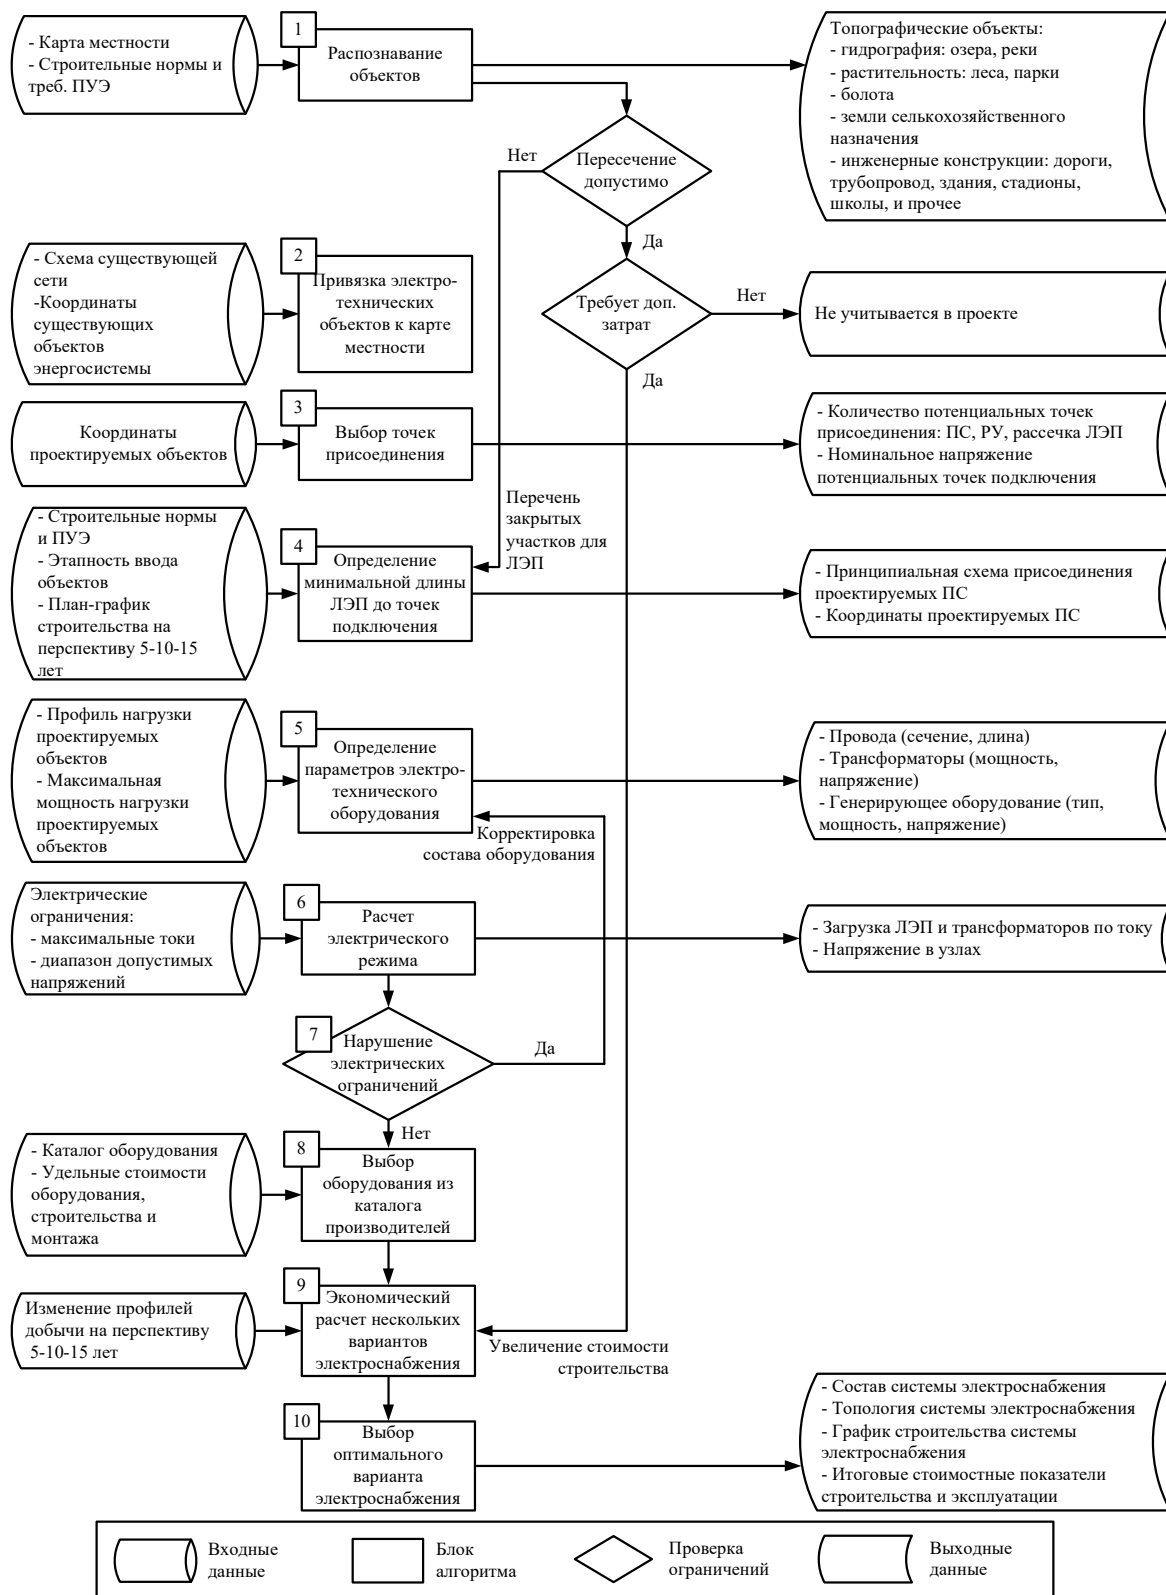 - Карта местности
- Строительные нормы и
треб. ПУЭ
1
Распознавание
объектов
Топографические объекты:
- гидрография: озера, реки
- растительность: леса, парки
- болота
- земли селькохозяйственного
назначения
- инженерные конструкции: дороги,
трубопровод, здания, стадионы,
школы, и прочее
Нет
Пересечение
допустимо
Да
- Схема существующей
сети
-Координаты
существующих
объектов
энергосистемы
2
Привязка электро-
технических
объектов к карте
местности
Требует доп.
затрат
Нет
Не учитывается в проекте
Да
Координаты
проектируемых объектов
3
Выбор точек
присоединения
- Количество потенциальных точек
присоединения: ПС, РУ, рассечка ЛЭП
- Номинальное напряжение
потенциальных точек подключения
Перечень
закрытых
участков для
ЛЭП
- Строительные нормы
и ПУЭ
- Этапность ввода
объектов
- План-график
строительства на
перспективу 5-10-15
лет
4
Определение
минимальной длины
ЛЭП до точек
подключения
- Принципиальная схема присоединения
проектируемых ПС
- Координаты проектируемых ПС
- Профиль нагрузки
проектируемых
объектов
- Максимальная
мощность нагрузки
проектируемых
объектов
5
Определение
параметров электро-
технического
оборудования
- Провода (сечение, длина)
- Трансформаторы (мощность,
напряжение)
- Генерирующее оборудование (тип,
мощность, напряжение)
Корректировка
состава оборудования
Электрические
ограничения:
- максимальные токи
- диапазон допустимых
напряжений
6
Расчет
электрического
режима
- Загрузка ЛЭП и трансформаторов по току
- Напряжение в узлах
7
Нарушение
электрических
ограничений
Да
Нет
- Каталог оборудования
- Удельные стоимости
оборудования,
строительства и
монтажа
8
Выбор
оборудования из
каталога
производителей
Изменение профилей
добычи на перспективу
5-10-15 лет
9
Экономический
расчет нескольких
вариантов
электроснабжения
Увеличение стоимости
строительства
10
Выбор
оптимального
варианта
электроснабжения
- Состав системы электроснабжения
- Топология системы электроснабжения
- График строительства системы
электроснабжения
- Итоговые стоимостные показатели
строительства и эксплуатации
Входные
данные
Блок
алгоритма
Проверка
ограничений
Выходные
данные